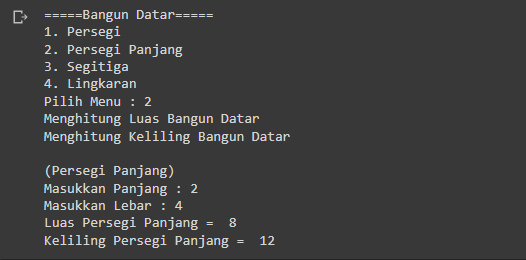 =====Bangun Datar=====
1. Persegi
2. Persegi Panjang
3. Segitiga
4. Lingkaran
Pilih Menu : 2
Menghitung Luas Bangun Datar
Menghitung Keliling Bangun Datar

(Persegi Panjang)
Masukkan Panjang : 2
Masukkan Lebar : 4
Luas Persegi Panjang =  8
Keliling Persegi Panjang =  12